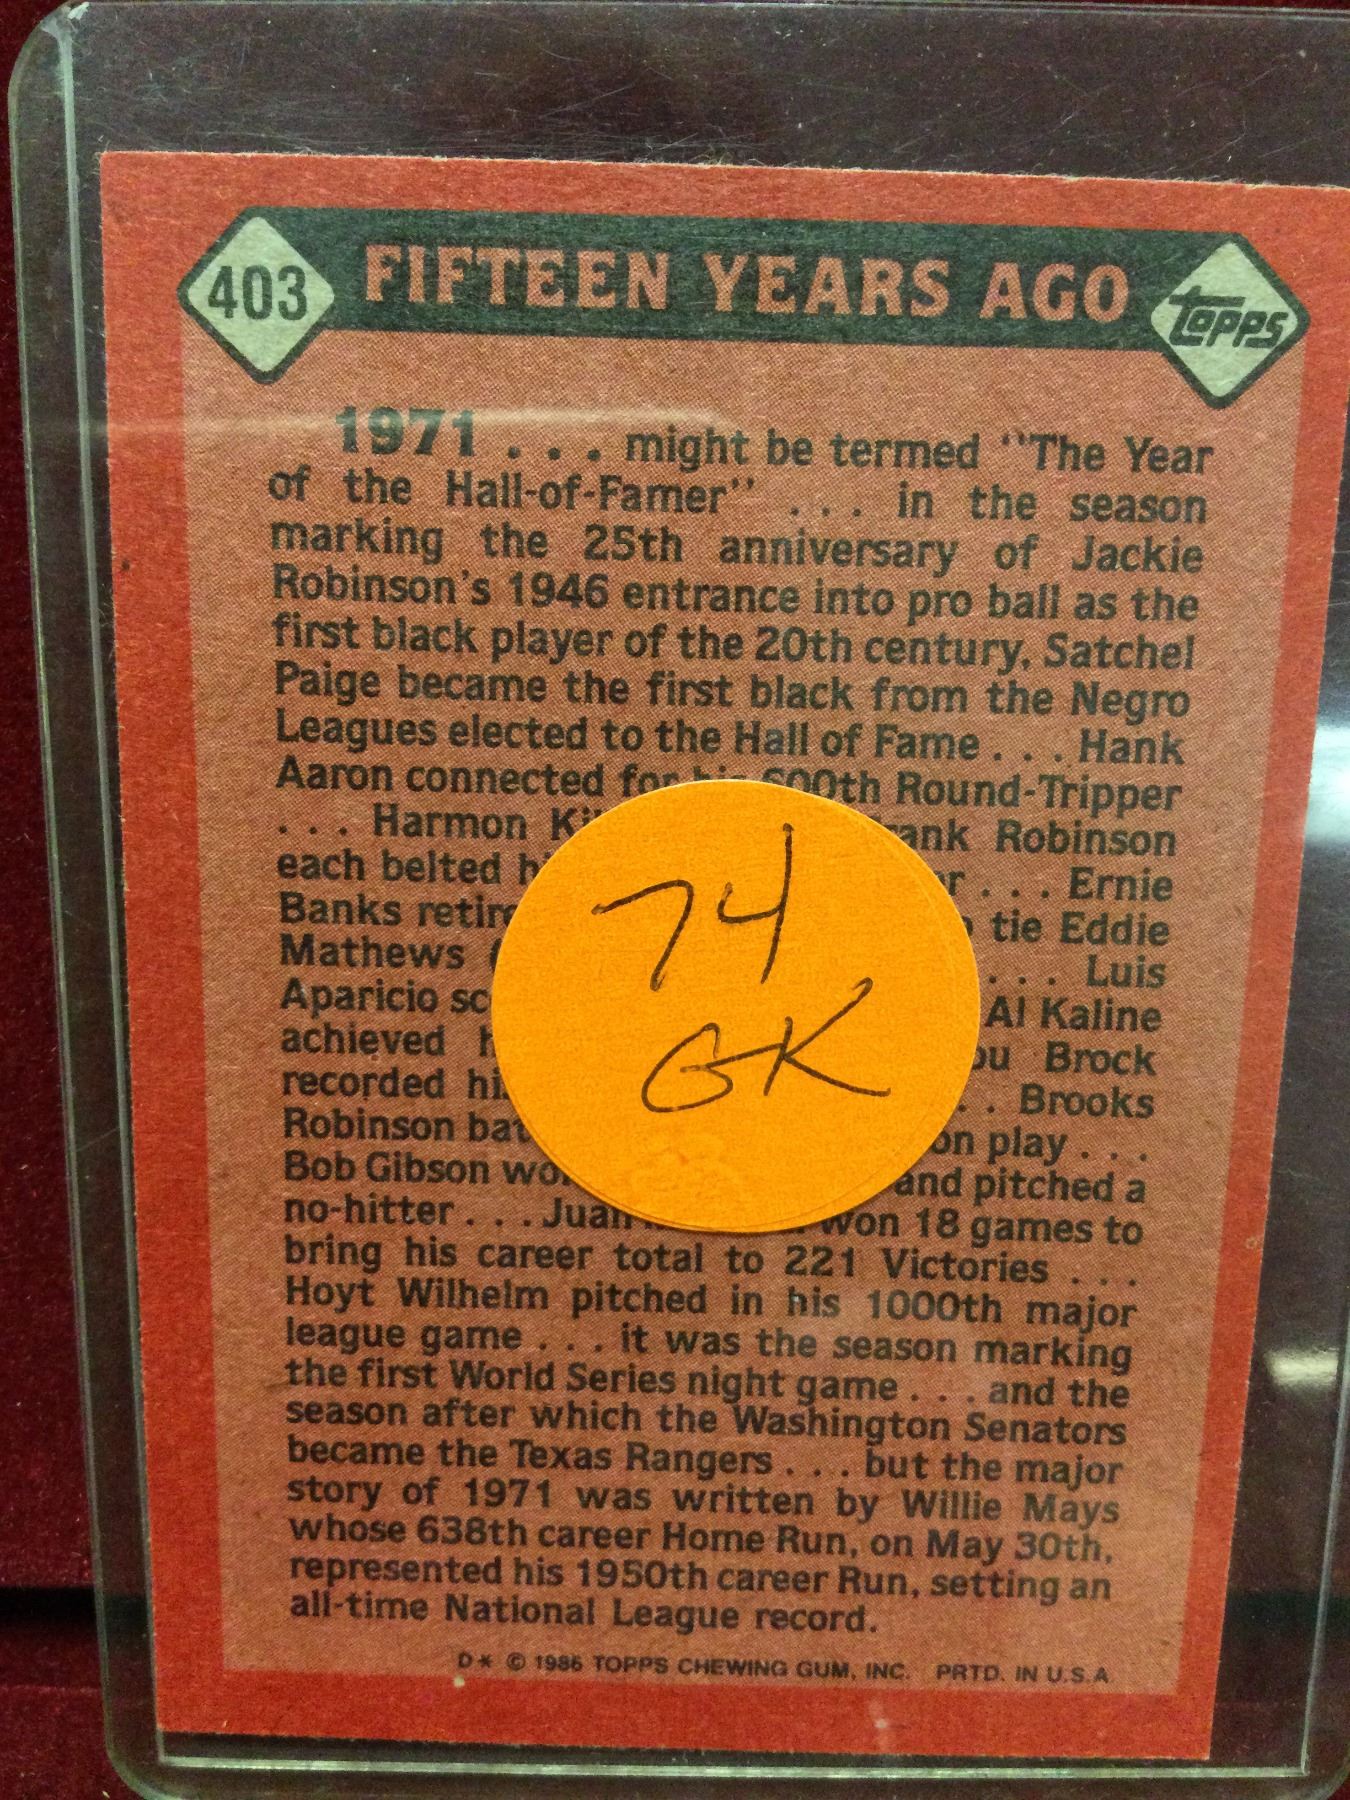 403 FIFTEEN YEARS AGO topps
1971 . . . might be termed "The Year
of the Hall-of-Famer" . . . in the season
marking the 25th anniversary of Jackie
Robinson's 1946 entrance into pro ball as the
first black player of the 20th century, Satchel
Paige became the first black from the Negro
Leagues elected to the Hall of Fame . . . Hank
Aaron connected for his 600th Round-Tripper
. . . Harmon Robinson
each belted . . . Ernie
Banks tie Eddie
Mathews . . . Luis
Aparicio Al Kaline
achieved Brock
recorded . . Brooks
Robinson play . . .
Bob Gibson and pitched a
no-hitter . . . Juan won 18 games to
bring his career total to 221 Victories . . .
Hoyt Wilhelm pitched in his 1000th major
league game . . . it was the season marking
the first World Series night game . . . and the
season after which the Washington Senators
became the Texas Rangers . . . but the major
story of 1971 was written by Willie Mays
whose 638th career Home Run, on May 30th,
represented his 1950th career Run, setting an
all-time National League record.
D* © 1986 TOPPS CHEWING GUM, INC. PRTD. IN U.S.A
74
GK